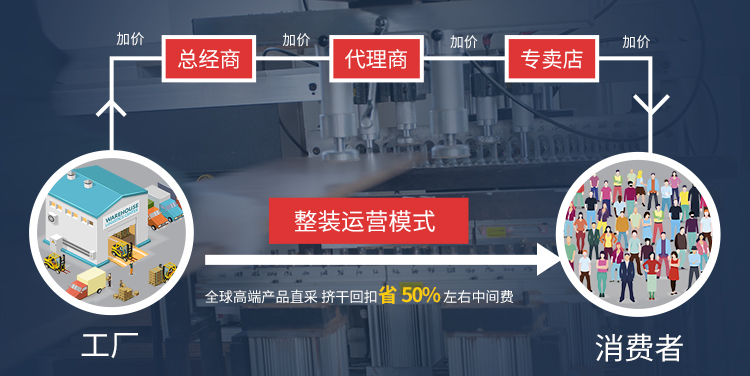 加价
总经商
加价
代理商
加价
专卖店
加价
WAREHOUSE
整装运营模式
全球高端产品直采 挤干回扣省 50% 左右中间费
工厂
消费者